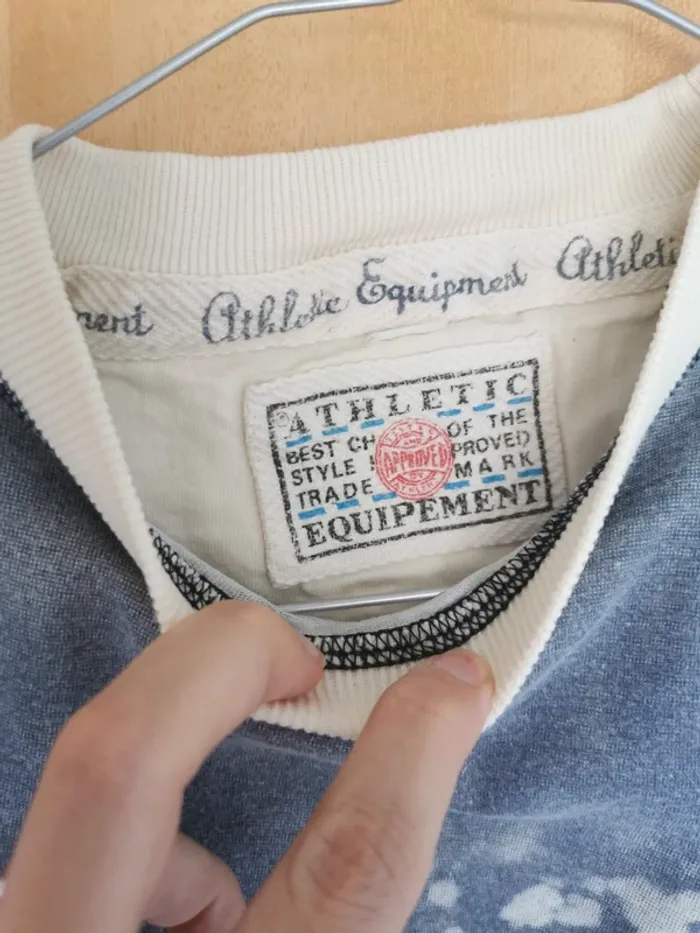 ment Athletic Equipment Athleti
ATHLETIC
BEST CH OF THE
STYLE PROVED
APPROVED
TRADE MARK
EQUIPEMENT